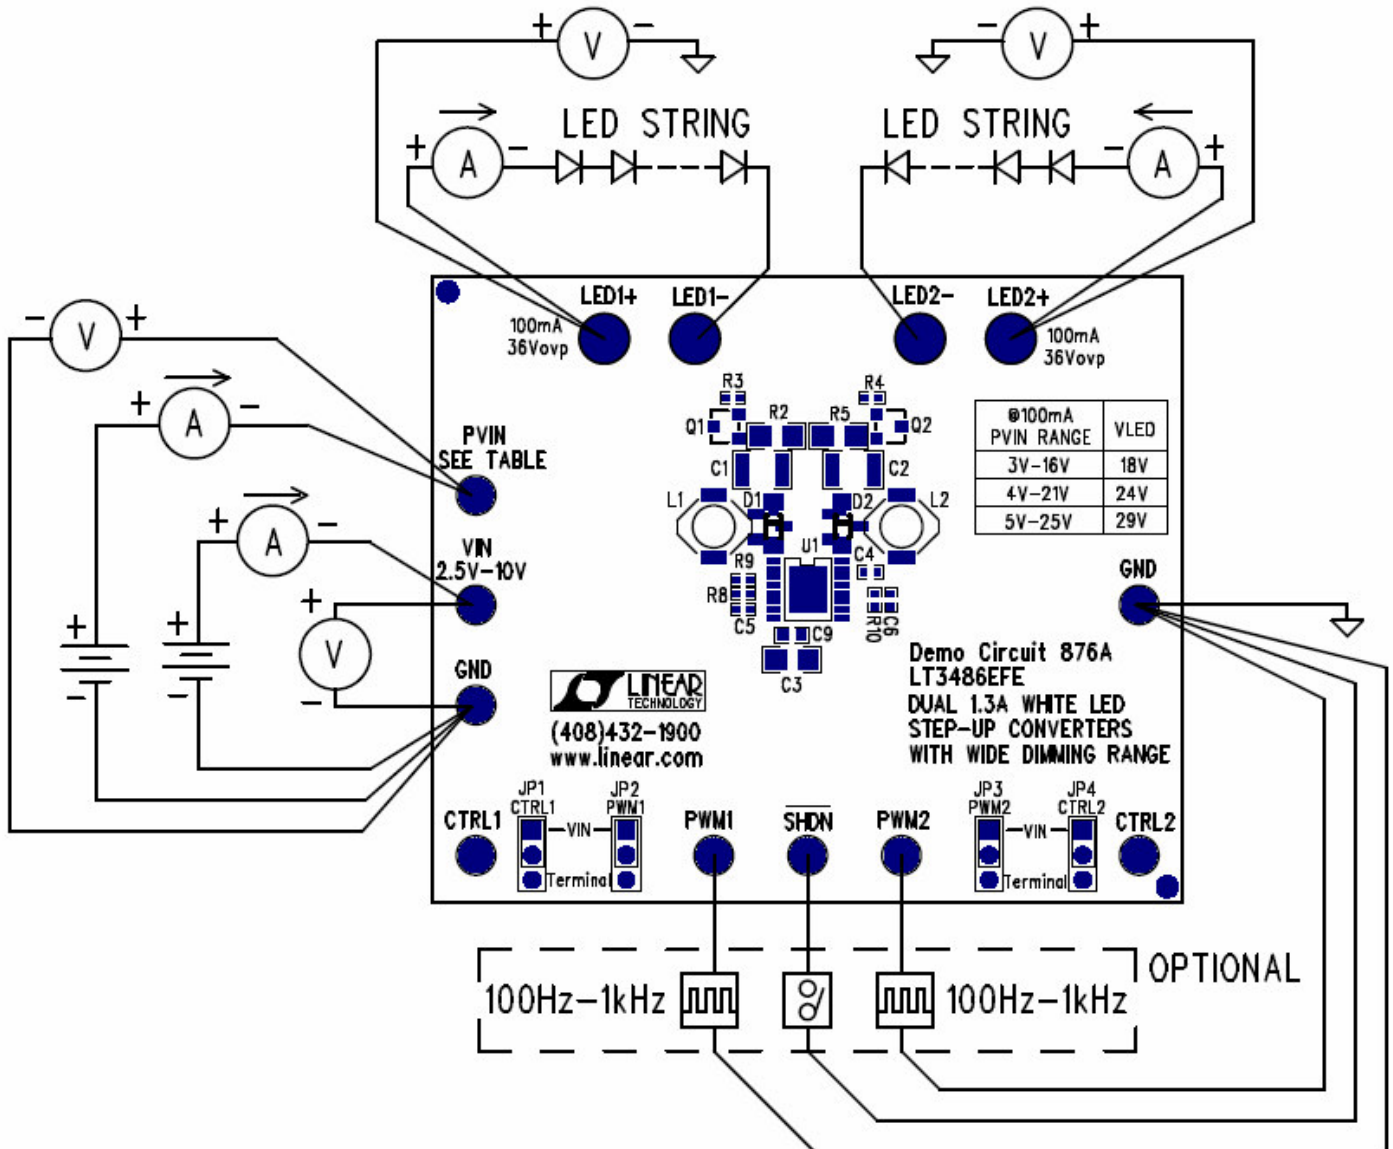 + V -
- V +
LED STRING
LED STRING
+ A -
- A +
LED1+
LED1-
LED2-
LED2+
100mA
36Vovp
100mA
36Vovp
- V +
+ A -
PVIN
SEE TABLE
R3
R4
Q1
R2
R5
Q2
C1
C2
@100mA
PVIN RANGE
VLED
3V-16V 18V
4V-21V 24V
5V-25V 29V
L1
D1
D2
L2
+ A -
VIN
2.5V-10V
U1
C4
R9
R8
C5
R10
C6
C9
C3
GND
+
V
-
+
-
+
-
GND
LINEAR
TECHNOLOGY
(408)432-1900
www.linear.com
Demo Circuit 876A
LT3486EFE
DUAL 1.3A WHITE LED
STEP-UP CONVERTERS
WITH WIDE DIMMING RANGE
CTRL1
JP1
CTRL1
VIN
Terminal
JP2
PWM1
PWM1
SHDN
PWM2
JP3
PWM2
VIN
Terminal
JP4
CTRL2
CTRL2
OPTIONAL
100Hz-1kHz
100Hz-1kHz